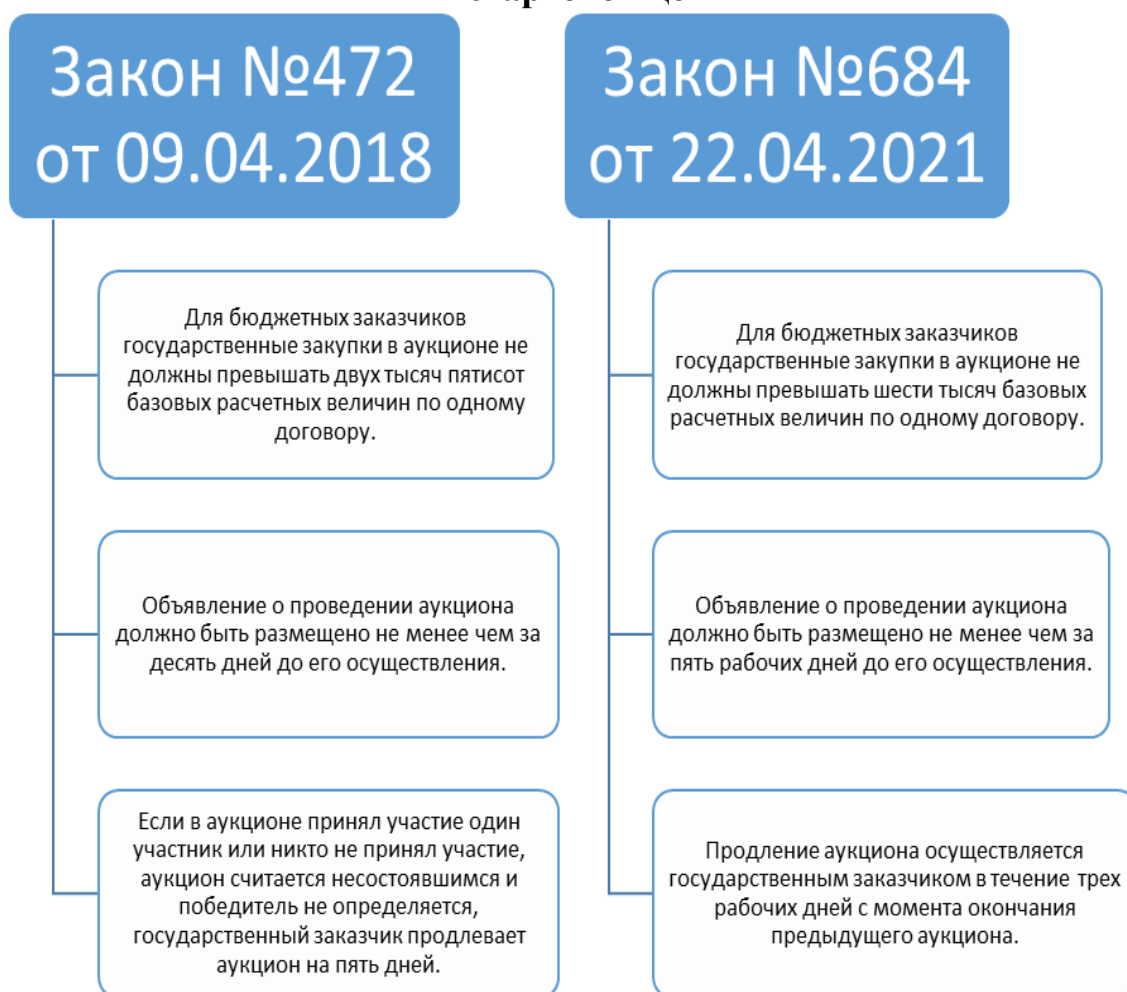 Закон №472
от 09.04.2018
Для бюджетных заказчиков
государственные закупки в аукционе не
должны превышать двух тысяч пятисот
базовых расчетных величин по одному
договору.
Объявление о проведении аукциона
должно быть размещено не менее чем за
десять дней до его осуществления.
Если в аукционе принял участие один
участник или никто не принял участие,
аукцион считается несостоявшимся и
победитель не определяется,
государственный заказчик продлевает
аукцион на пять дней.
Закон №684
от 22.04.2021
Для бюджетных заказчиков
государственные закупки в аукционе не
должны превышать шести тысяч базовых
расчетных величин по одному договору.
Объявление о проведении аукциона
должно быть размещено не менее чем за
пять рабочих дней до его осуществления.
Продление аукциона осуществляется
государственным заказчиком в течение трех
рабочих дней с момента окончания
предыдущего аукциона.